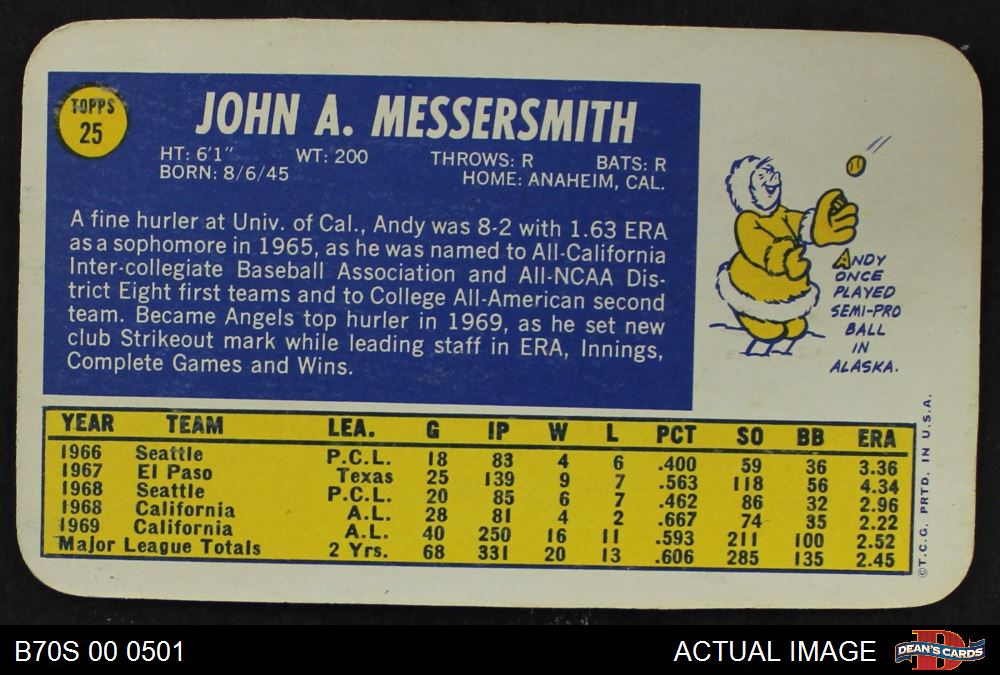 TOPPS
25
JOHN A. MESSERSMITH
HT: 6'1" WT: 200 THROWS: R BATS: R
BORN: 8/6/45 HOME: ANAHEIM, CAL.
A fine hurler at Univ. of Cal., Andy was 8-2 with 1.63 ERA
as a sophomore in 1965, as he was named to All-California
Inter-collegiate Baseball Association and All-NCAA Dis-
trict Eight first teams and to College All-American second
team. Became Angels top hurler in 1969, as he set new
club Strikeout mark while leading staff in ERA, Innings,
Complete Games and Wins.
ANDY
ONCE
PLAYED
SEMI-PRO
BALL
IN
ALASKA.
YEAR TEAM LEA. G IP W L PCT SO BB ERA
1966 Seattle P.C.L. 18 83 4 6 .400 59 36 3.36
1967 El Paso Texas 25 139 9 7 .563 118 56 4.34
1968 Seattle P.C.L. 20 85 6 7 .462 86 32 2.96
1968 California A.L. 28 81 4 2 .667 74 35 2.22
1969 California A.L. 40 250 16 11 .593 211 100 2.52
Major League Totals 2 Yrs. 68 331 20 13 .606 285 135 2.45
©T.C.G. PRTD. IN U.S.A.
B70S 00 0501 ACTUAL IMAGE
DEAN'S CARDS